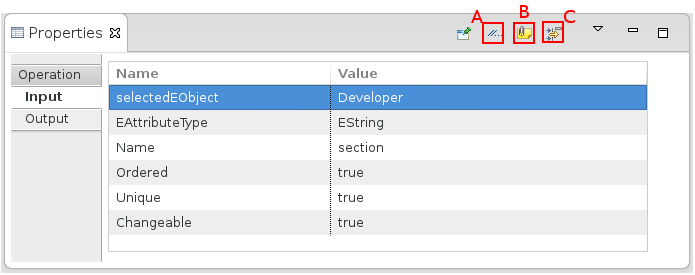 A B C
Properties
Operation
Input
Output
Name Value
selectedEObject Developer
EAttributeType EString
Name section
Ordered true
Unique true
Changeable true